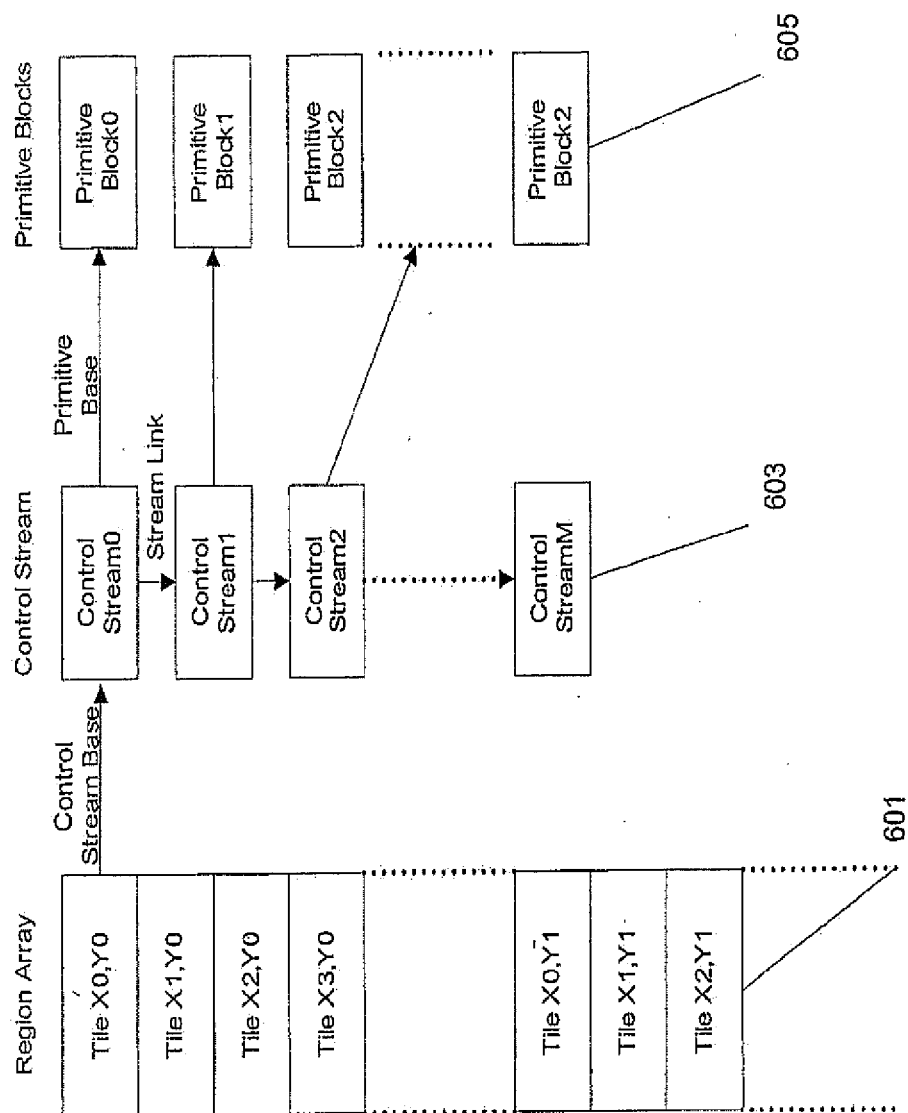 Region Array
Tile X0,Y0
Tile X1,Y0
Tile X2,Y0
Tile X3,Y0
Tile X0,Y1
Tile X1,Y1
Tile X2,Y1
601
Control
Stream Base
Control Stream
Control
Stream0
Stream Link
Control
Stream1
Control
Stream2
Control
StreamM
603
Primitive
Base
Primitive Blocks
Primitive
Block0
Primitive
Block1
Primitive
Block2
Primitive
Block2
605